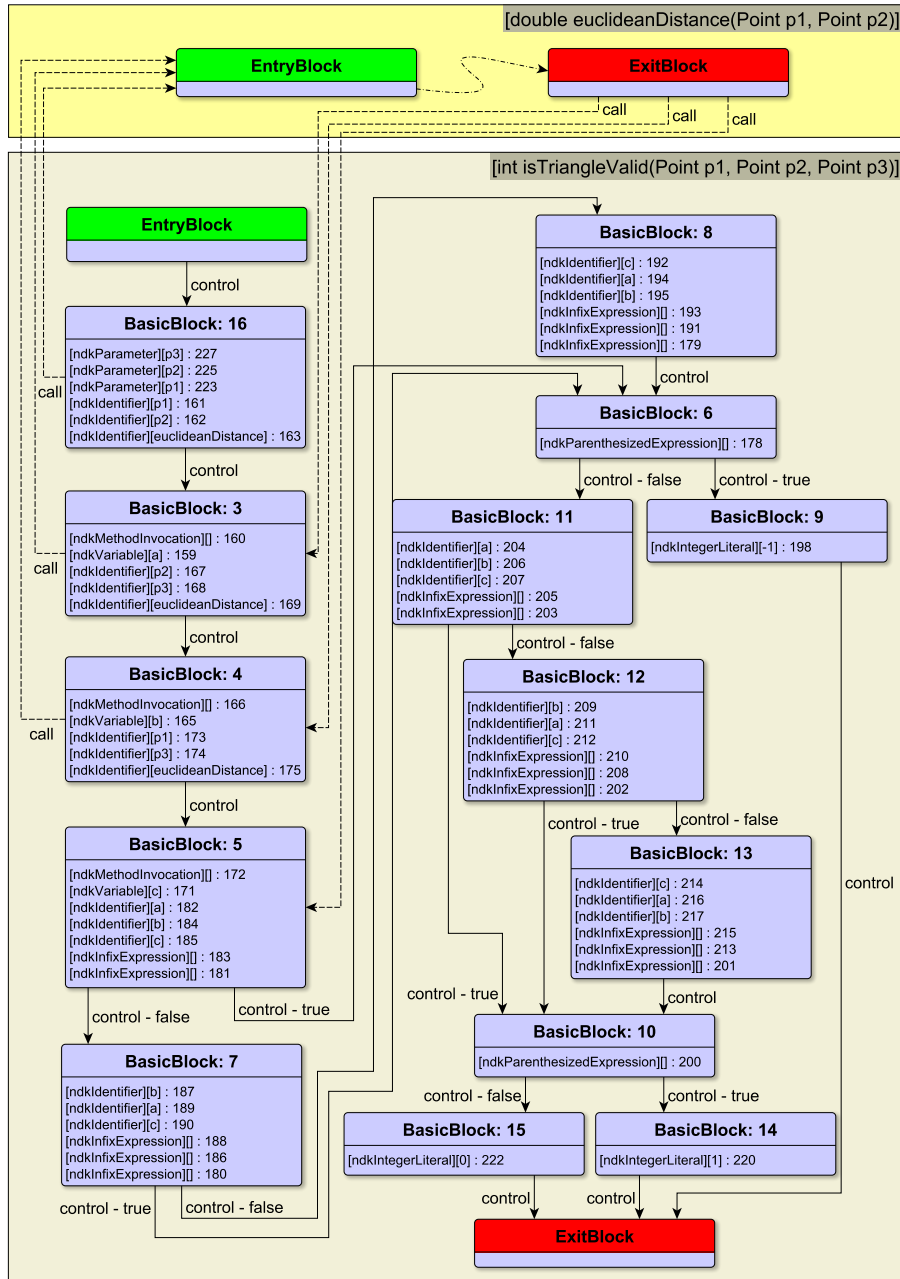 [double euclideanDistance(Point p1, Point p2)]
EntryBlock
ExitBlock
call
call
call
[int isTriangleValid(Point p1, Point p2, Point p3)]
EntryBlock
control
BasicBlock: 16
[ndkParameter][p3] : 227
[ndkParameter][p2] : 225
[ndkParameter][p1] : 223
[ndkIdentifier][p1] : 161
[ndkIdentifier][p2] : 162
[ndkIdentifier][euclideanDistance] : 163
call
control
BasicBlock: 3
[ndkMethodInvocation][] : 160
[ndkVariable][a] : 159
[ndkIdentifier][p2] : 167
[ndkIdentifier][p3] : 168
[ndkIdentifier][euclideanDistance] : 169
call
control
BasicBlock: 4
[ndkMethodInvocation][] : 166
[ndkVariable][b] : 165
[ndkIdentifier][p1] : 173
[ndkIdentifier][p3] : 174
[ndkIdentifier][euclideanDistance] : 175
call
control
BasicBlock: 5
[ndkMethodInvocation][] : 172
[ndkVariable][c] : 171
[ndkIdentifier][a] : 182
[ndkIdentifier][b] : 184
[ndkIdentifier][c] : 185
[ndkInfixExpression][] : 183
[ndkInfixExpression][] : 181
control - false
control - true
BasicBlock: 7
[ndkIdentifier][b] : 187
[ndkIdentifier][a] : 189
[ndkIdentifier][c] : 190
[ndkInfixExpression][] : 188
[ndkInfixExpression][] : 186
[ndkInfixExpression][] : 180
control - true
control - false
BasicBlock: 8
[ndkIdentifier][c] : 192
[ndkIdentifier][a] : 194
[ndkIdentifier][b] : 195
[ndkInfixExpression][] : 193
[ndkInfixExpression][] : 191
[ndkInfixExpression][] : 179
control
BasicBlock: 6
[ndkParenthesizedExpression][] : 178
control - false
control - true
BasicBlock: 11
[ndkIdentifier][a] : 204
[ndkIdentifier][b] : 206
[ndkIdentifier][c] : 207
[ndkInfixExpression][] : 205
[ndkInfixExpression][] : 203
BasicBlock: 9
[ndkIntegerLiteral][-1] : 198
control - false
BasicBlock: 12
[ndkIdentifier][b] : 209
[ndkIdentifier][a] : 211
[ndkIdentifier][c] : 212
[ndkInfixExpression][] : 210
[ndkInfixExpression][] : 208
[ndkInfixExpression][] : 202
control - true
control - false
BasicBlock: 13
[ndkIdentifier][c] : 214
[ndkIdentifier][a] : 216
[ndkIdentifier][b] : 217
[ndkInfixExpression][] : 215
[ndkInfixExpression][] : 213
[ndkInfixExpression][] : 201
control
control - true
control
BasicBlock: 10
[ndkParenthesizedExpression][] : 200
control - false
control - true
BasicBlock: 15
[ndkIntegerLiteral][0] : 222
BasicBlock: 14
[ndkIntegerLiteral][1] : 220
control
control
ExitBlock